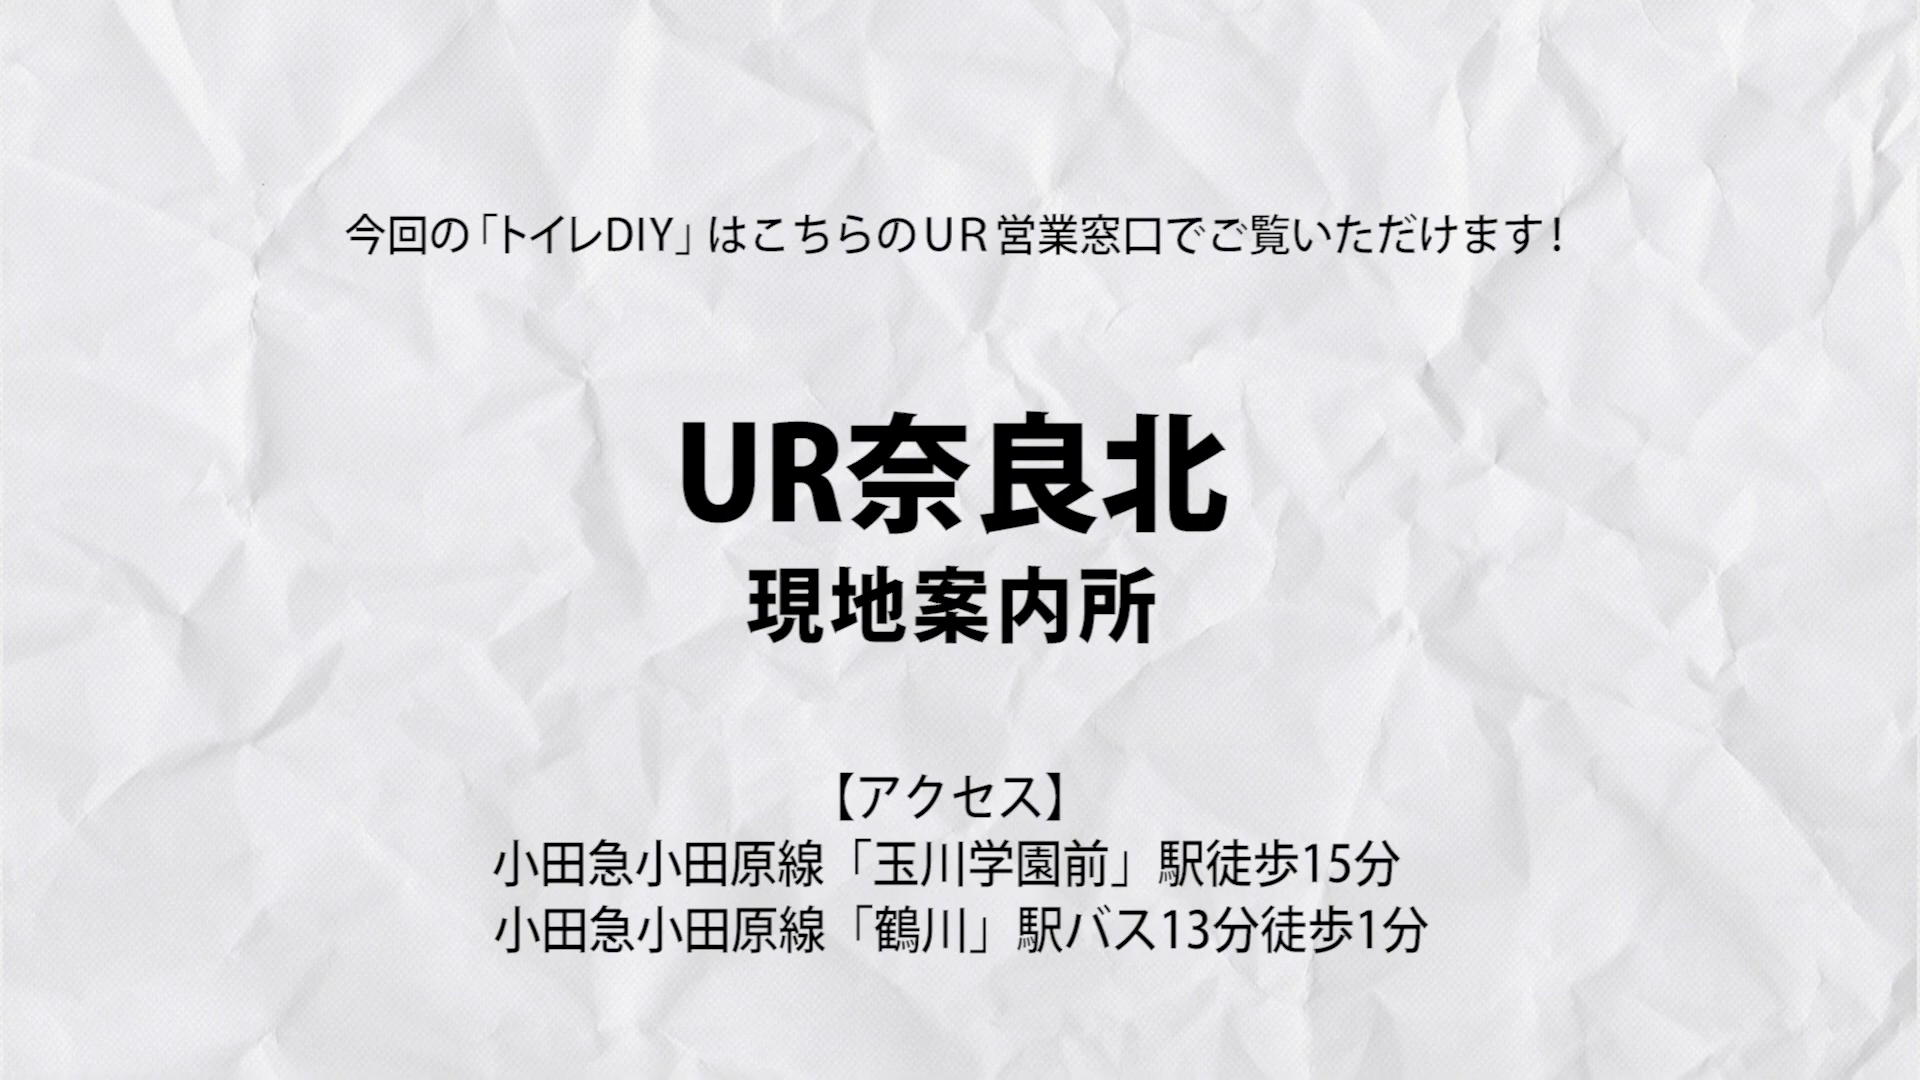 今回の「トイレDIY」はこちらのUR営業窓口でご覧いただけます!
UR奈良北
現地案内所
【アクセス】
小田急小田原線「玉川学園前」駅徒歩15分
小田急小田原線「鶴川」駅バス13分徒歩1分